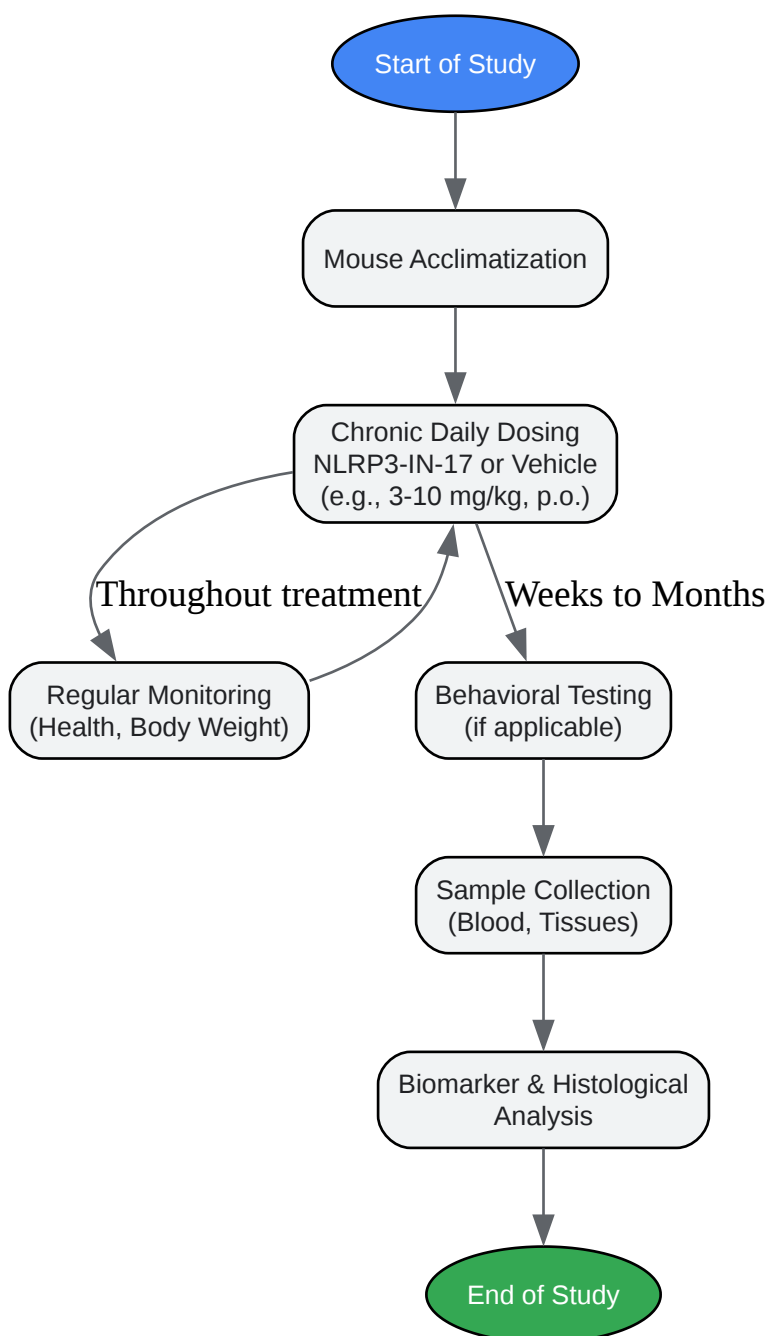 Start of Study
Mouse Acclimatization
Chronic Daily Dosing
NLRP3-IN-17 or Vehicle
(e.g., 3-10 mg/kg, p.o.)
Throughout treatment
Weeks to Months
Regular Monitoring
(Health, Body Weight)
Behavioral Testing
(if applicable)
Sample Collection
(Blood, Tissues)
Biomarker & Histological
Analysis
End of Study